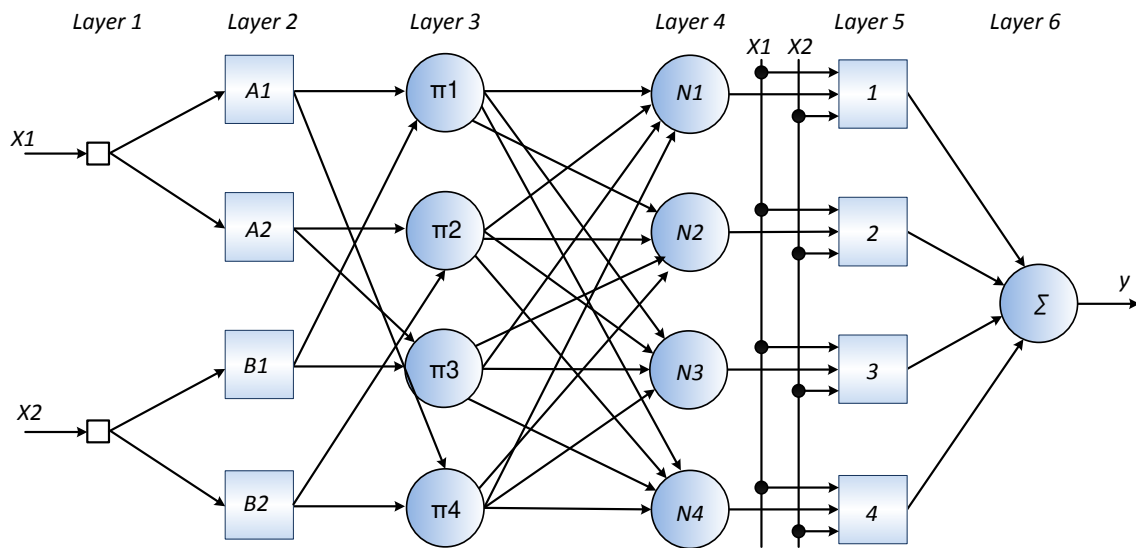 Layer 1 Layer 2 Layer 3 Layer 4 Layer 5 Layer 6
X1 X2
A1 π1 N1 1
X1
A2 π2 N2 2
y
Σ
B1 π3 N3 3
X2
B2 π4 N4 4